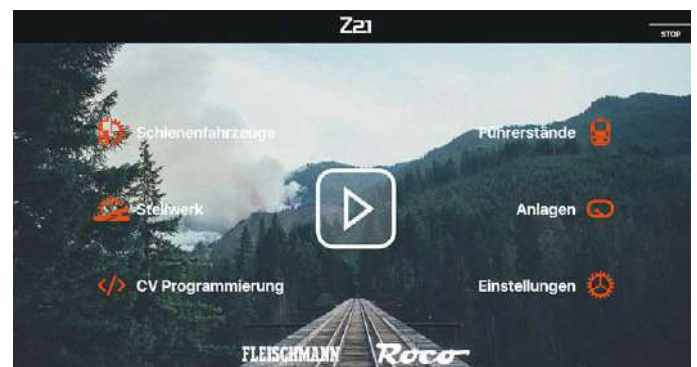 Z21
STOP
Schienenfahrzeuge
Führerstände
Stellwerk
Anlagen
</> CV Programmierung
Einstellungen
FLEISCHMANN
Roco